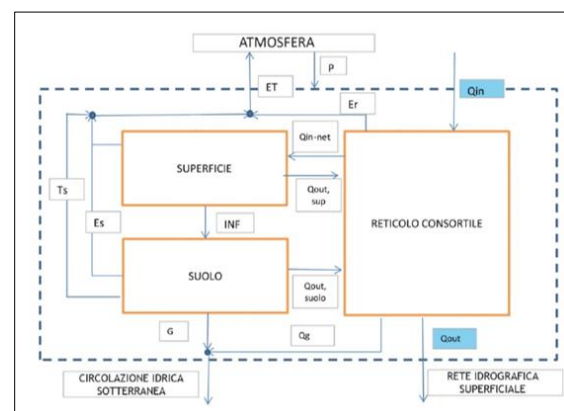 ATMOSFERA
P
ET
Er
Qin
Qin-net
SUPERFICIE
Qout,
sup
Ts
Es
INF
RETICOLO CONSORTILE
SUOLO
Qout,
suolo
G
Qg
Qout
CIRCOLAZIONE IDRICA
SOTTERRANEA
RETE IDROGRAFICA
SUPERFICIALE